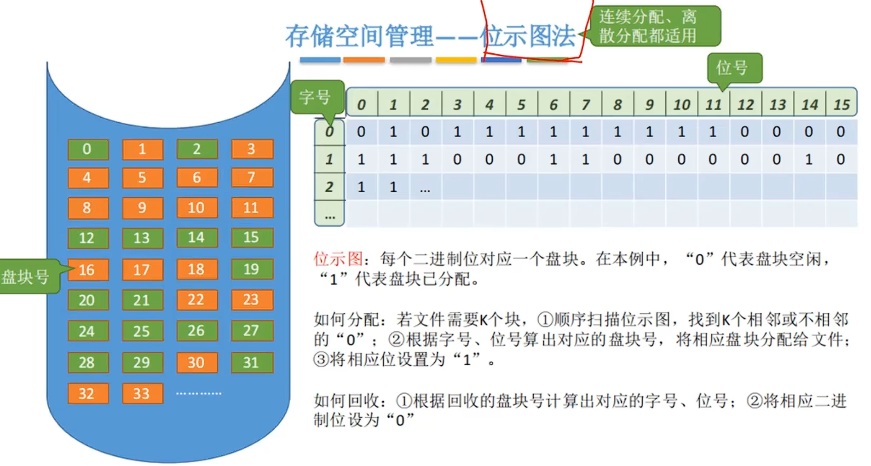 存储空间管理——位示图法
连续分配、离
散分配都适用
位号
字号
0 1 2 3 4 5 6 7 8 9 10 11 12 13 14 15
0 0 1 0 1 1 1 1 1 1 1 1 1 0 0 0 0
1 1 1 1 0 0 0 1 1 0 0 0 0 0 0 1 0
2 1 1 …
…
0 1 2 3
4 5 6 7
8 9 10 11
12 13 14 15
盘块号
16 17 18 19
20 21 22 23
24 25 26 27
28 29 30 31
32 33 …………
位示图：每个二进制位对应一个盘块。在本例中，“0”代表盘块空闲，
“1”代表盘块已分配。
如何分配：若文件需要K个块，①顺序扫描位示图，找到K个相邻或不相邻
的“0”；②根据字号、位号算出对应的盘块号，将相应盘块分配给文件；
③将相应位设置为“1”。
如何回收：①根据回收的盘块号计算出对应的字号、位号；②将相应二进
制位设为“0”